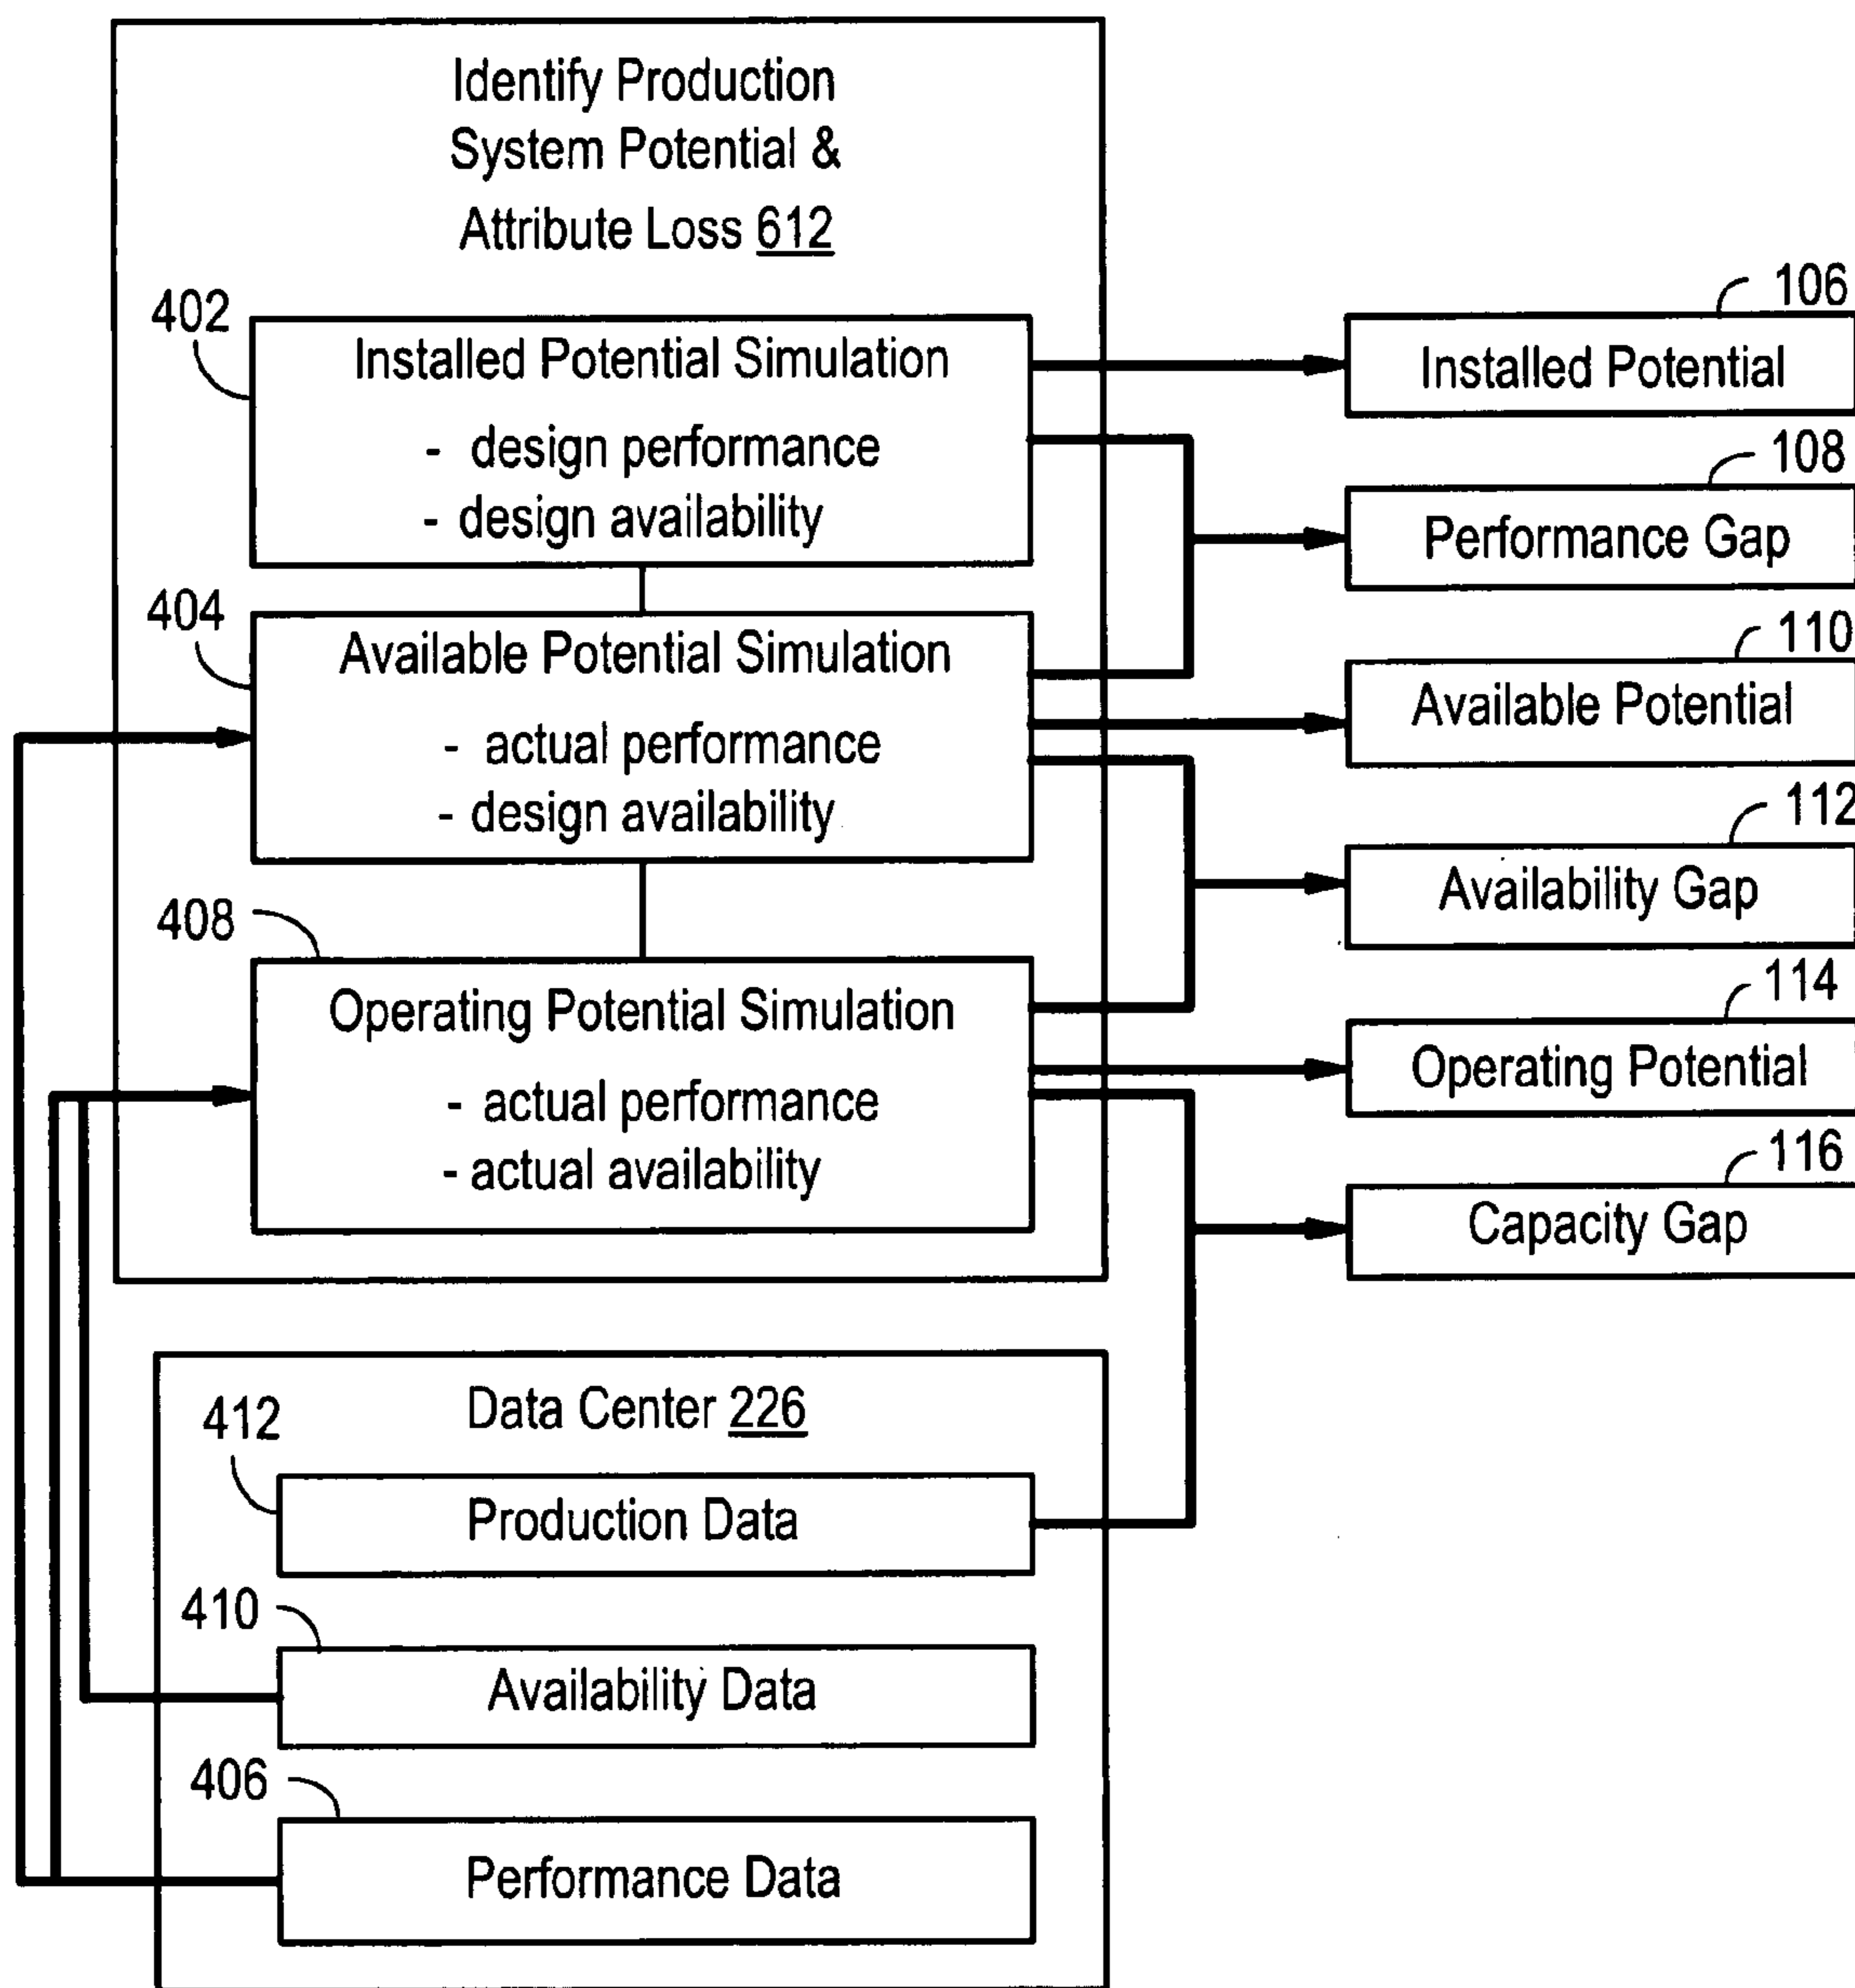 Identify Production
System Potential &
Attribute Loss 612
402
Installed Potential Simulation
- design performance
- design availability
404
Available Potential Simulation
- actual performance
- design availability
408
Operating Potential Simulation
- actual performance
- actual availability
106
Installed Potential
108
Performance Gap
110
Available Potential
112
Availability Gap
114
Operating Potential
116
Capacity Gap
Data Center 226
412
Production Data
410
Availability Data
406
Performance Data